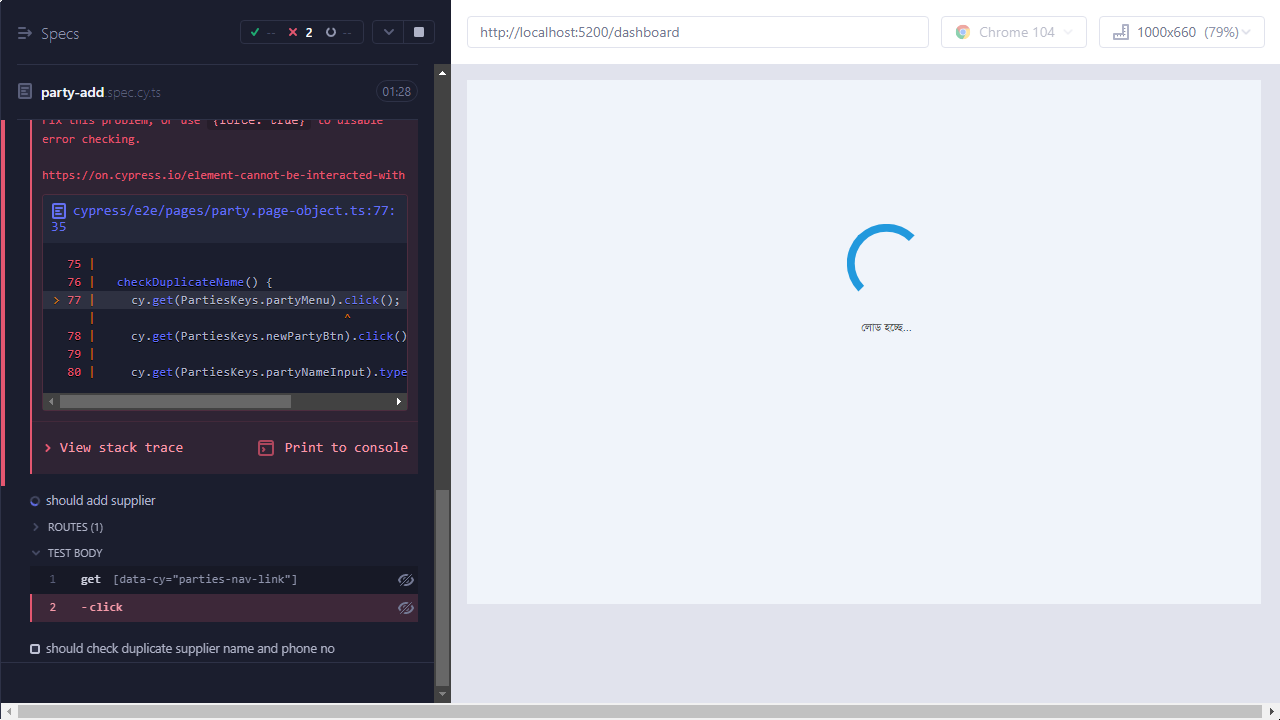 Specs
-- 2 --
http://localhost:5200/dashboard
Chrome 104
1000x660 (79%)
party-add.spec.cy.ts
01:28
fix this problem, or use {force: true} to disable
error checking.
https://on.cypress.io/element-cannot-be-interacted-with
cypress/e2e/pages/party.page-object.ts:77:
35
75 |
76 | checkDuplicateName() {
> 77 | cy.get(PartiesKeys.partyMenu).click();
| ^
78 | cy.get(PartiesKeys.newPartyBtn).click()
79 |
80 | cy.get(PartiesKeys.partyNameInput).type
> View stack trace
Print to console
should add supplier
ROUTES (1)
TEST BODY
1 get [data-cy="parties-nav-link"]
2 -click
should check duplicate supplier name and phone no
লোড হচ্ছে...